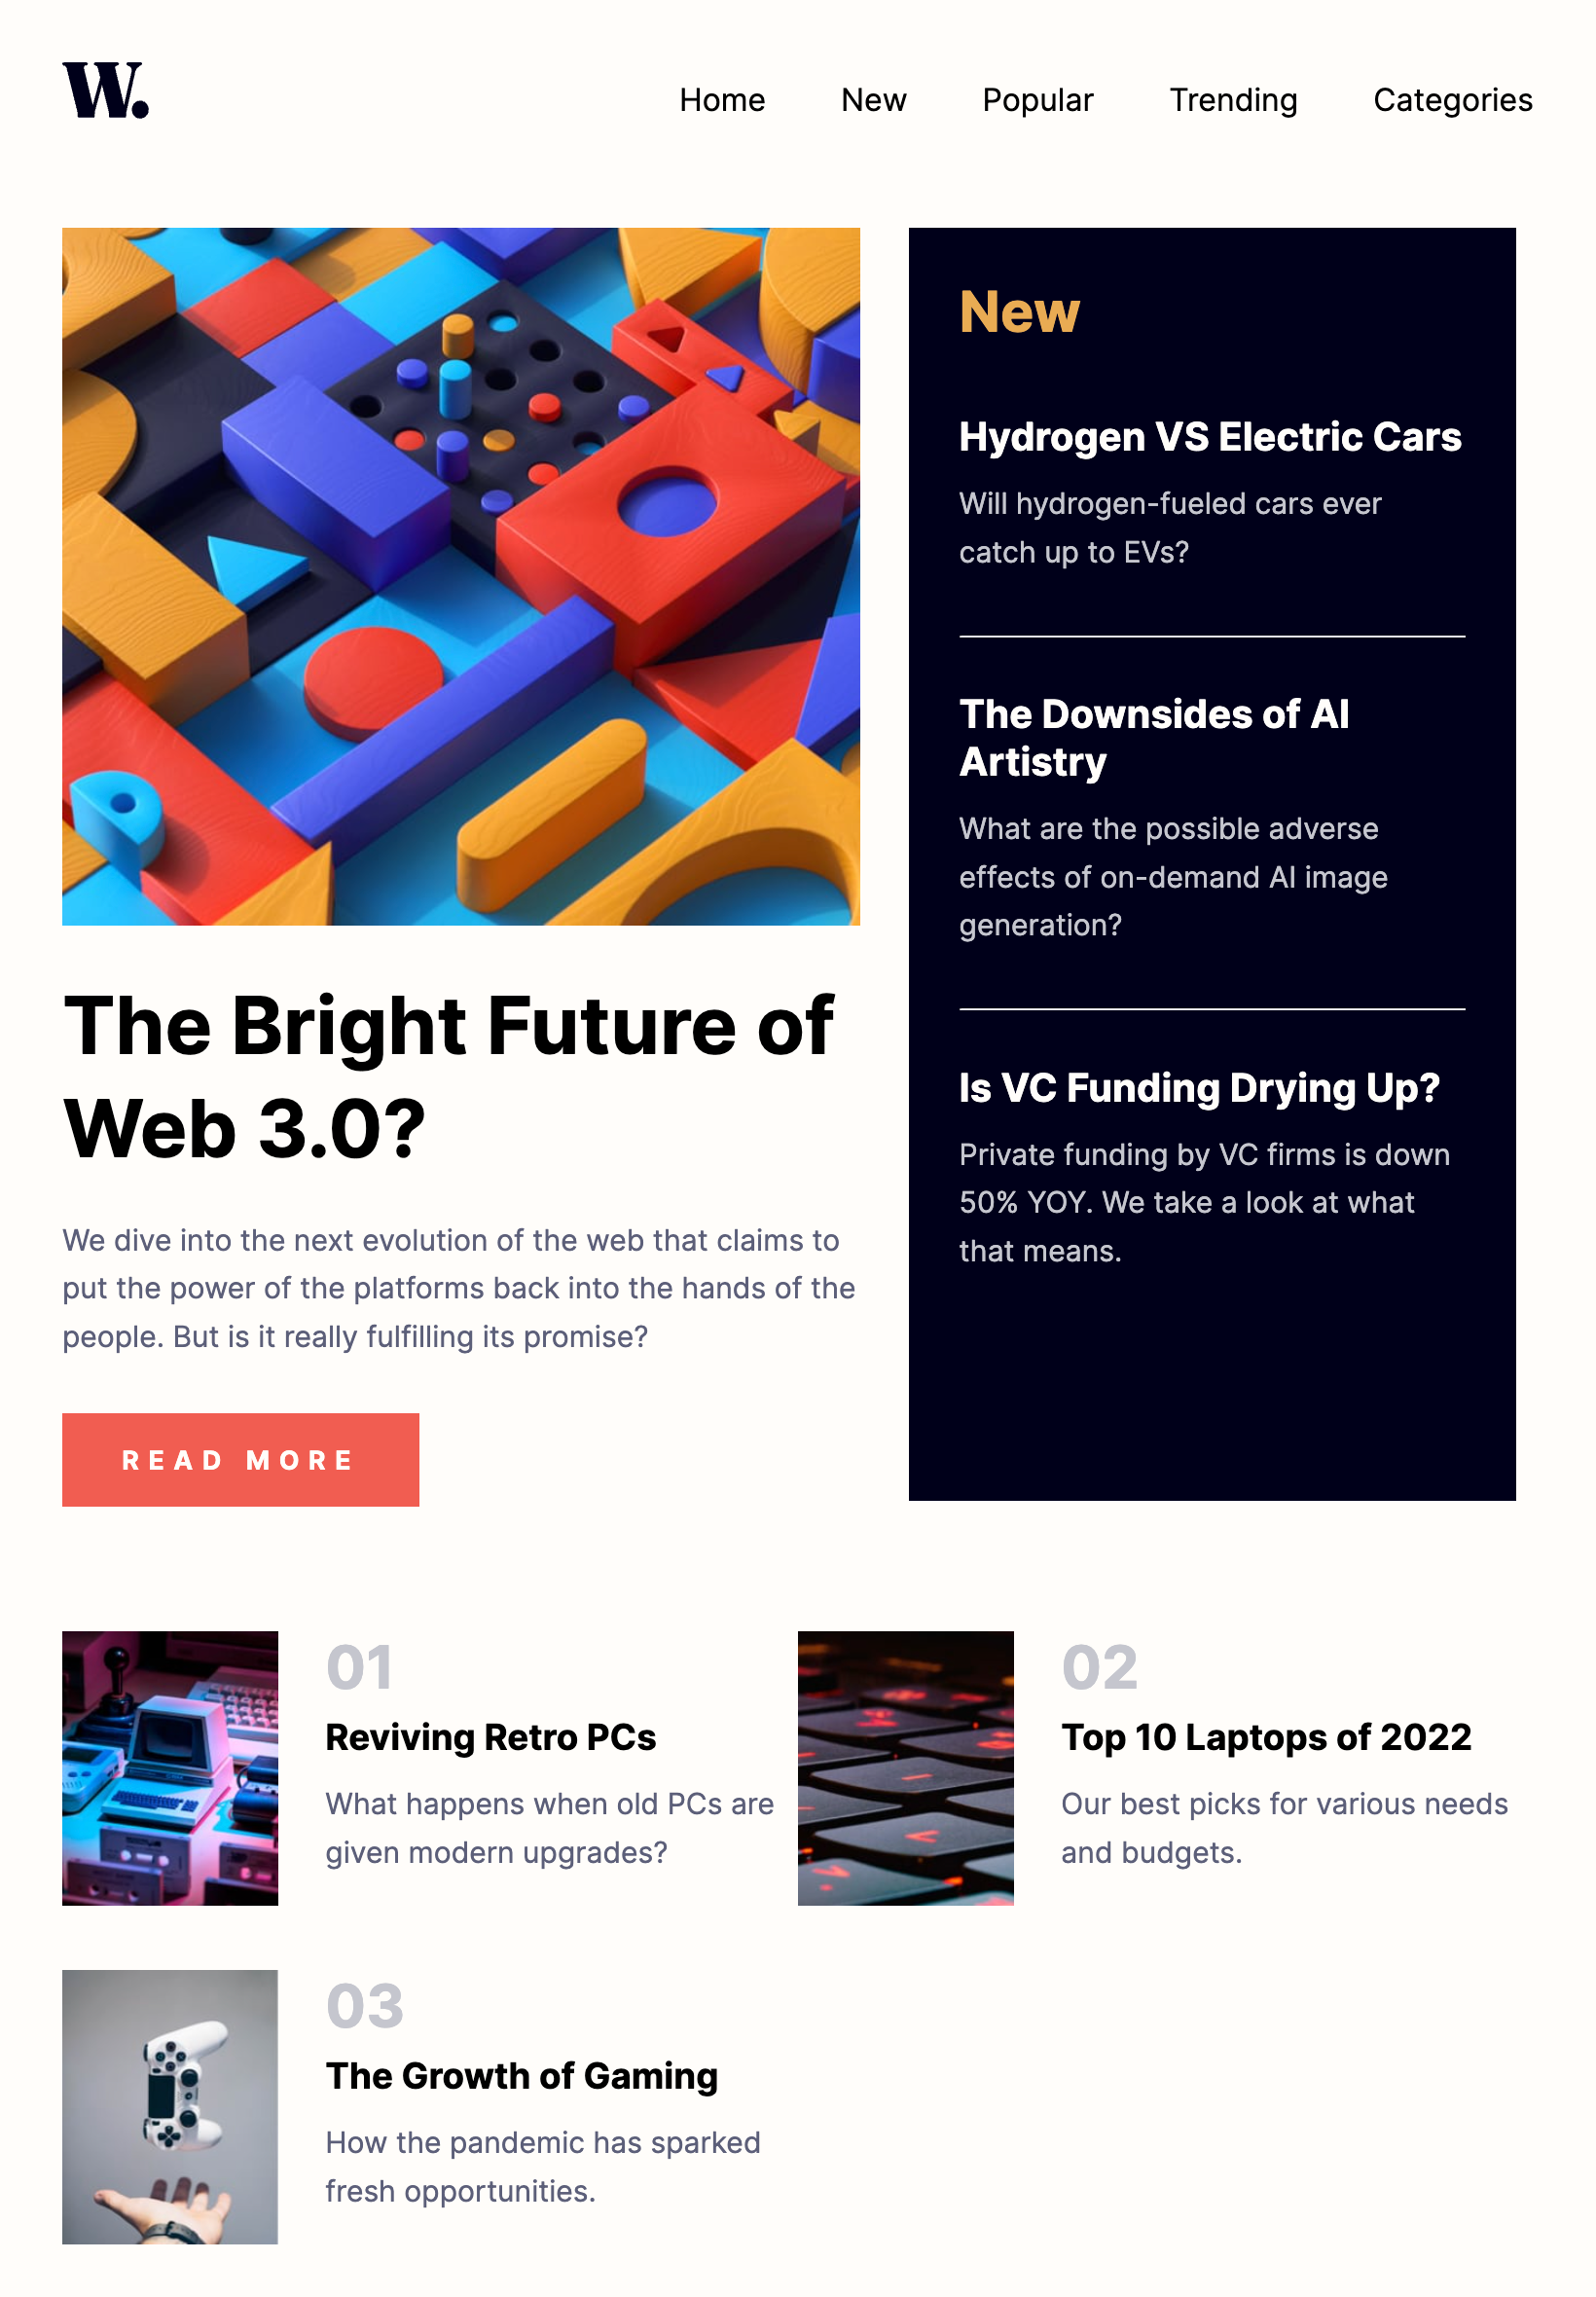 W.
Home New Popular Trending Categories
The Bright Future of
Web 3.0?
We dive into the next evolution of the web that claims to
put the power of the platforms back into the hands of the
people. But is it really fulfilling its promise?
READ MORE
New
Hydrogen VS Electric Cars
Will hydrogen-fueled cars ever
catch up to EVs?
The Downsides of AI
Artistry
What are the possible adverse
effects of on-demand AI image
generation?
Is VC Funding Drying Up?
Private funding by VC firms is down
50% YOY. We take a look at what
that means.
01
Reviving Retro PCs
What happens when old PCs are
given modern upgrades?
02
Top 10 Laptops of 2022
Our best picks for various needs
and budgets.
03
The Growth of Gaming
How the pandemic has sparked
fresh opportunities.